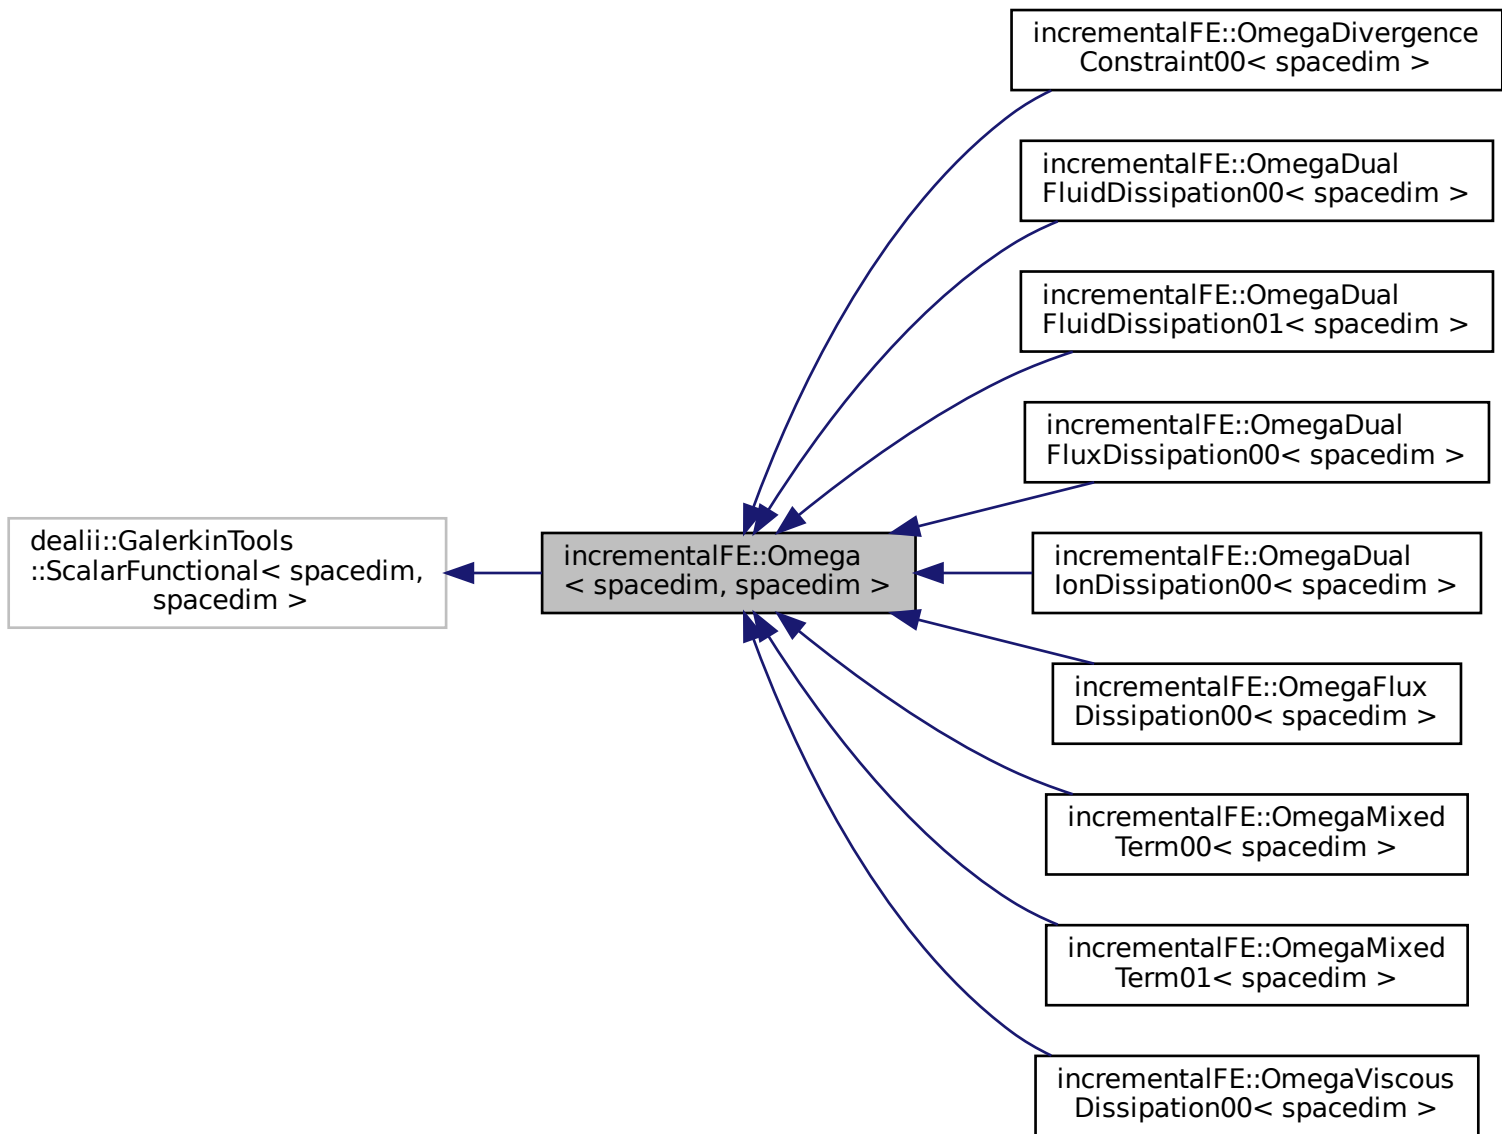 incrementalFE::OmegaDivergence
Constraint00< spacedim >
incrementalFE::OmegaDual
FluidDissipation00< spacedim >
incrementalFE::OmegaDual
FluidDissipation01< spacedim >
incrementalFE::OmegaDual
FluxDissipation00< spacedim >
dealii::GalerkinTools
::ScalarFunctional< spacedim,
spacedim >
incrementalFE::Omega
< spacedim, spacedim >
incrementalFE::OmegaDual
IonDissipation00< spacedim >
incrementalFE::OmegaFlux
Dissipation00< spacedim >
incrementalFE::OmegaMixed
Term00< spacedim >
incrementalFE::OmegaMixed
Term01< spacedim >
incrementalFE::OmegaViscous
Dissipation00< spacedim >